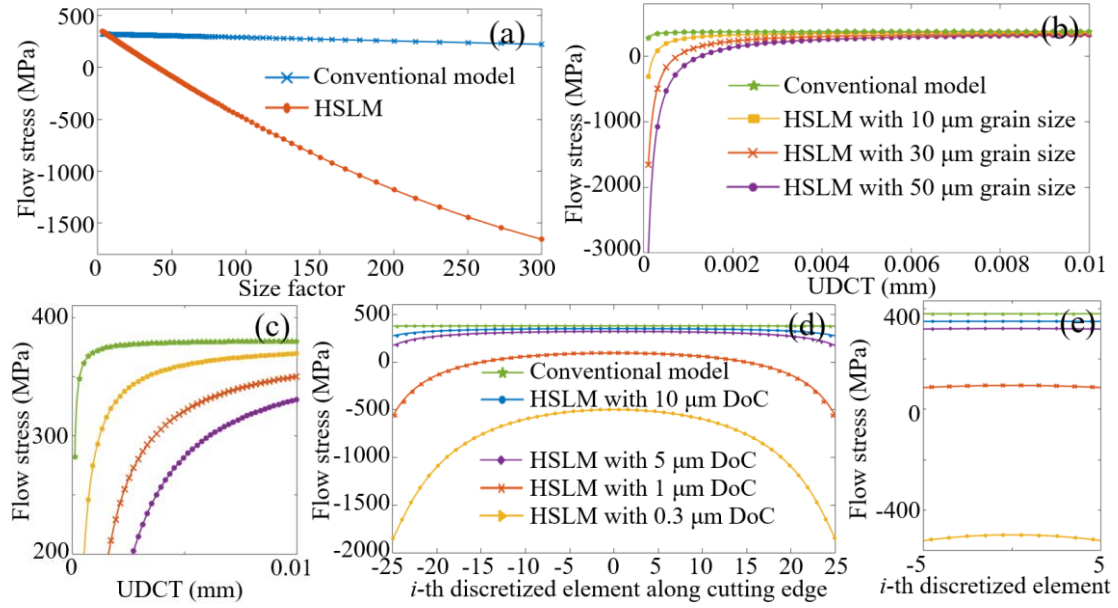 (a)
500
0
-500
-1000
-1500
Flow stress (MPa)
Conventional model
HSLM
0 50 100 150 200 250 300
Size factor
(b)
0
-1000
-2000
-3000
Flow stress (MPa)
Conventional model
HSLM with 10 μm grain size
HSLM with 30 μm grain size
HSLM with 50 μm grain size
0 0.002 0.004 0.006 0.008 0.01
UDCT (mm)
(c)
400
300
200
Flow stress (MPa)
0 0.01
UDCT (mm)
(d)
500
0
-500
-1000
-1500
-2000
Flow stress (MPa)
Conventional model
HSLM with 10 μm DoC
HSLM with 5 μm DoC
HSLM with 1 μm DoC
HSLM with 0.3 μm DoC
-25 -20 -15 -10 -5 0 5 10 15 20 25
i-th discretized element along cutting edge
(e)
400
0
-400
Flow stress (MPa)
-5 5
i-th discretized element